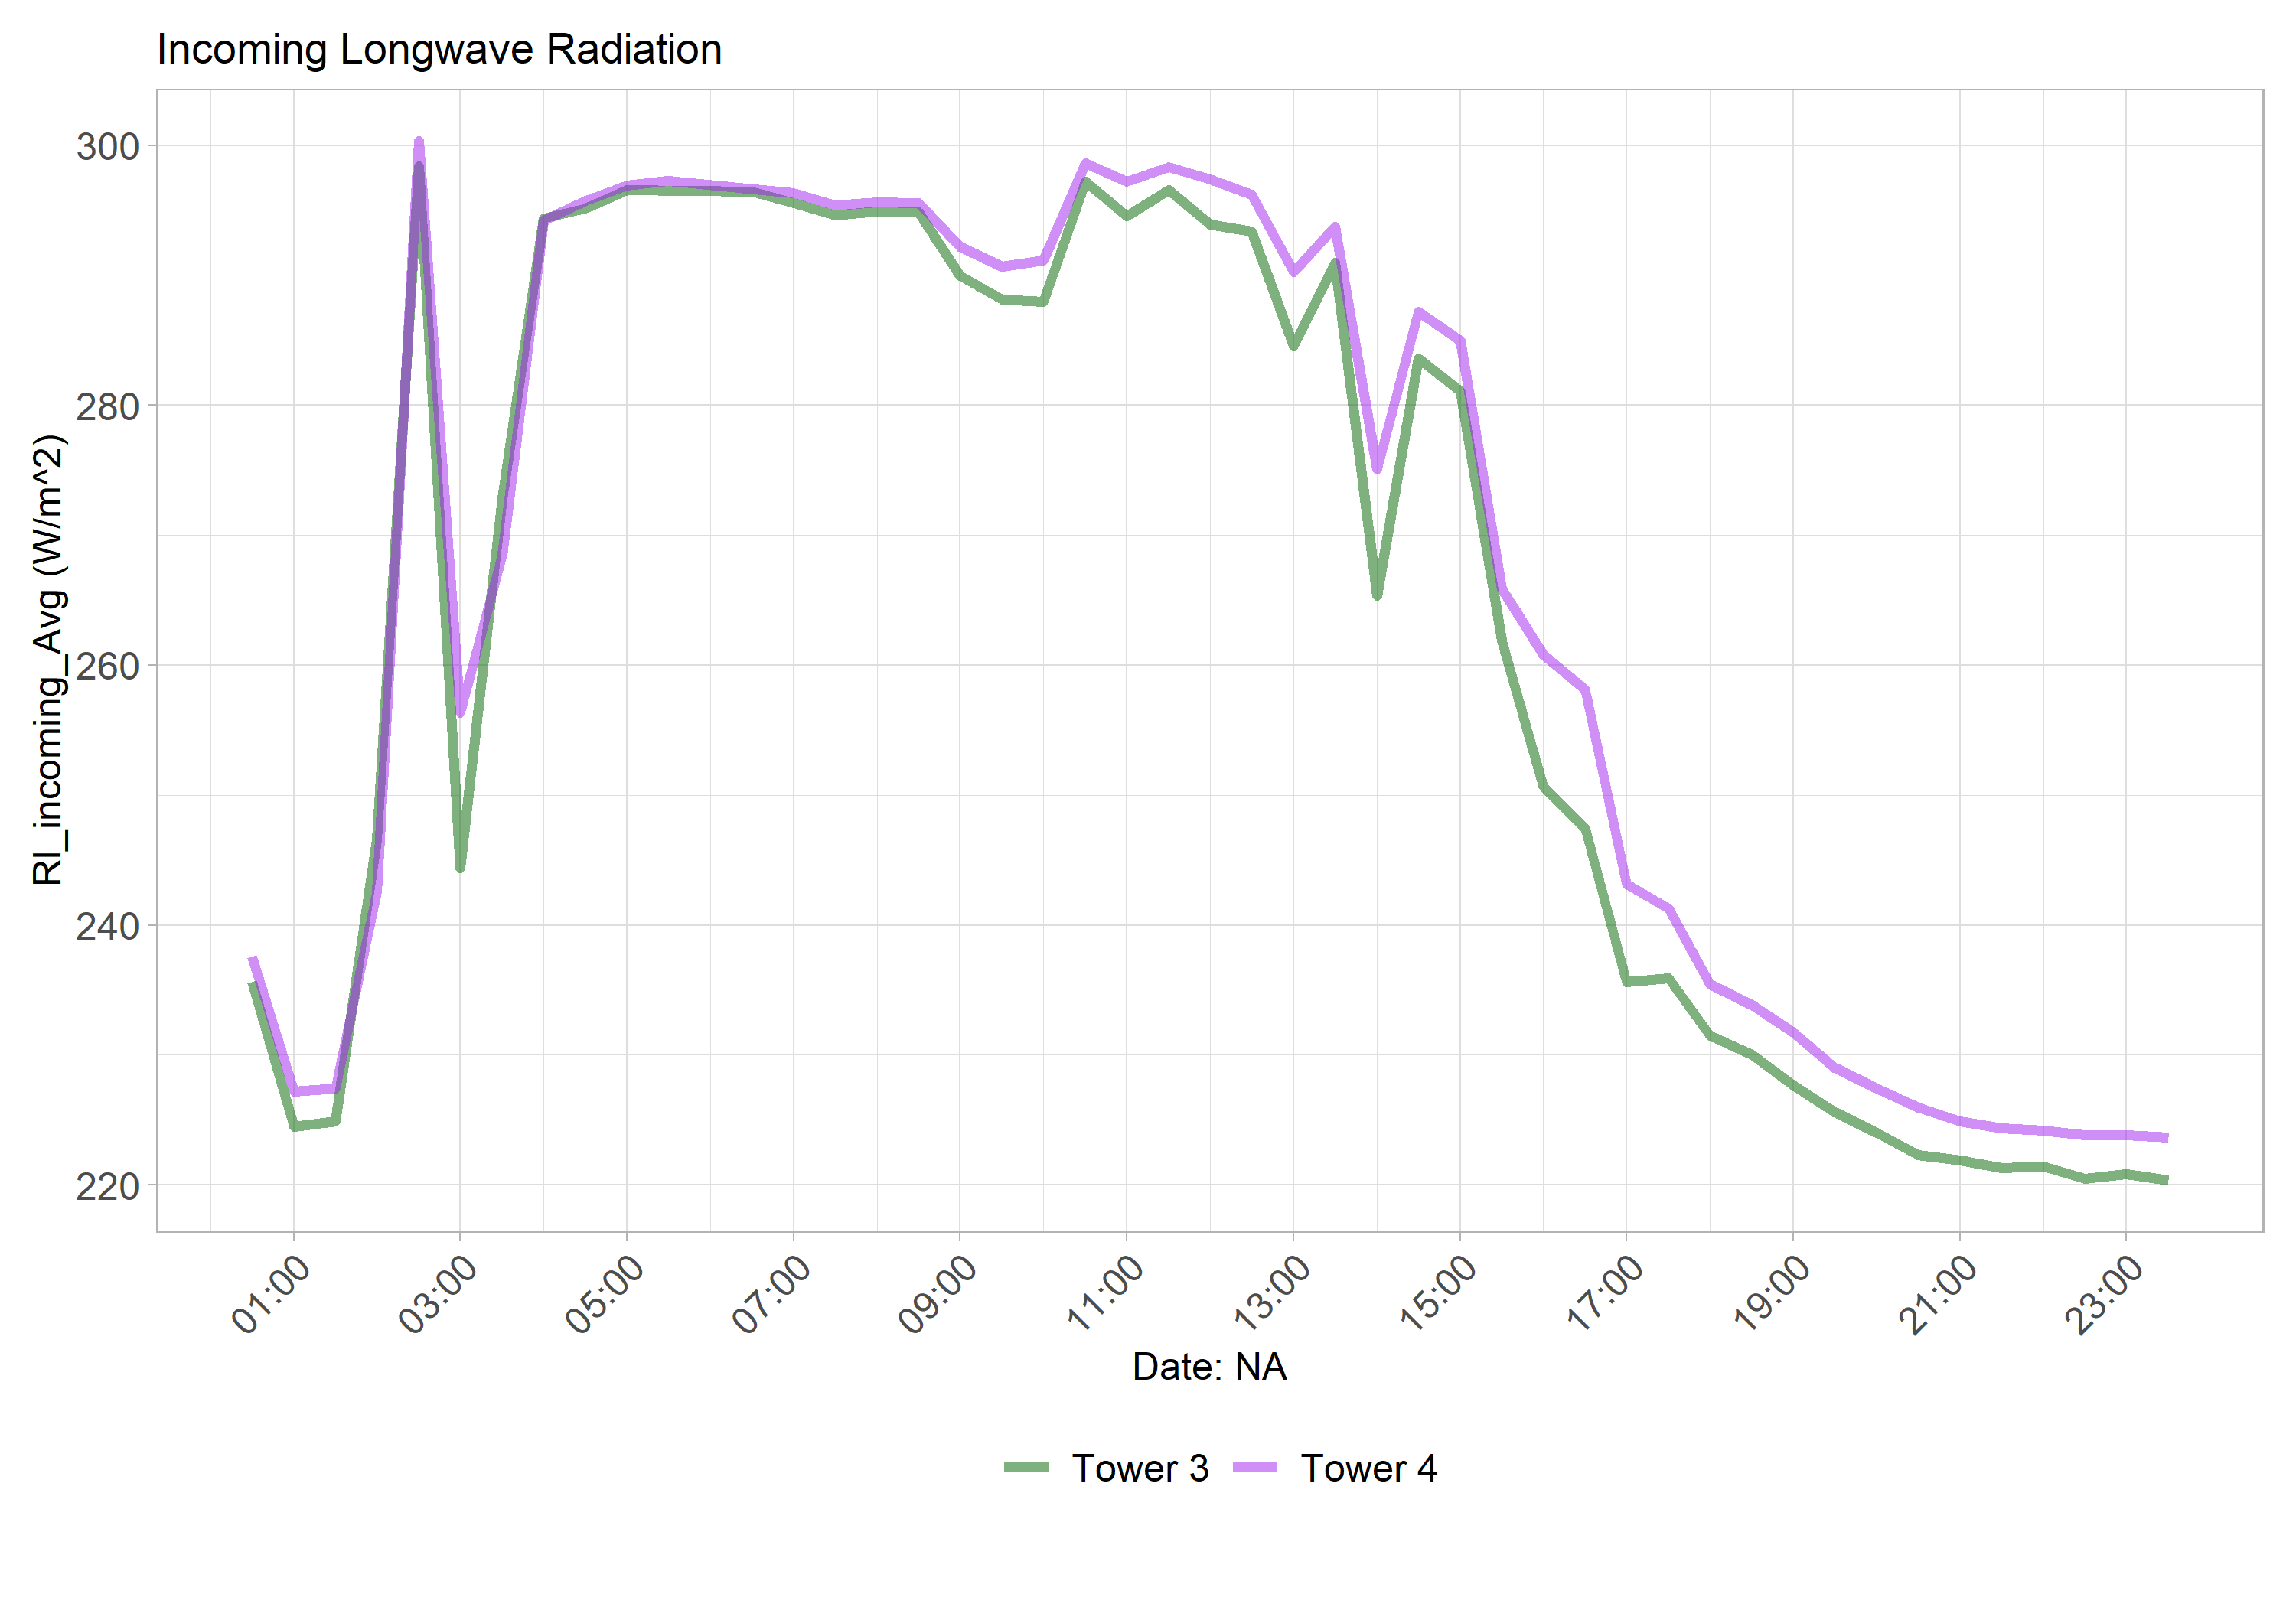 Incoming Longwave Radiation
Rl_incoming_Avg (W/m^2)
300
280
260
240
220
01:00 03:00 05:00 07:00 09:00 11:00 13:00 15:00 17:00 19:00 21:00 23:00
Date: NA
Tower 3 Tower 4